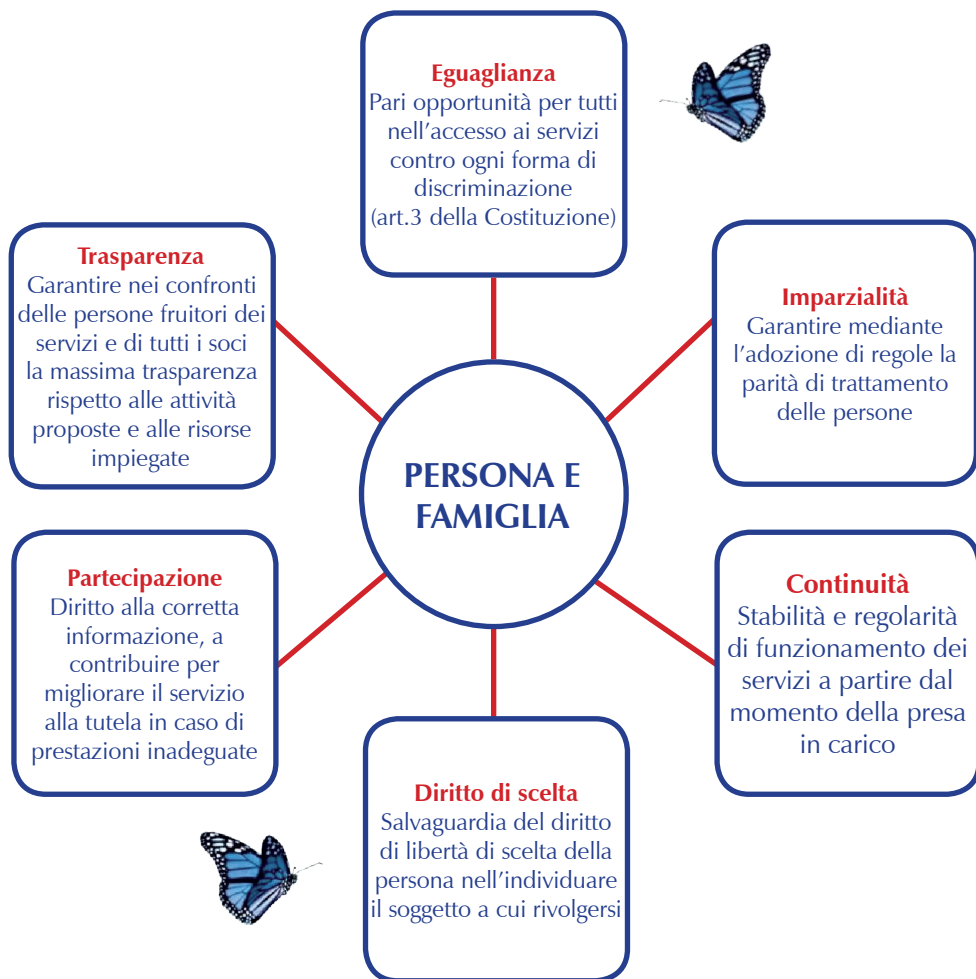 Eguaglianza
Pari opportunità per tutti
nell'accesso ai servizi
contro ogni forma di
discriminazione
(art.3 della Costituzione)
Trasparenza
Garantire nei confronti
delle persone fruitori dei
servizi e di tutti i soci
la massima trasparenza
rispetto alle attività
proposte e alle risorse
impiegate
Imparzialità
Garantire mediante
l'adozione di regole la
parità di trattamento
delle persone
PERSONA E
FAMIGLIA
Partecipazione
Diritto alla corretta
informazione, a
contribuire per
migliorare il servizio
alla tutela in caso di
prestazioni inadeguate
Continuità
Stabilità e regolarità
di funzionamento dei
servizi a partire dal
momento della presa
in carico
Diritto di scelta
Salvaguardia del diritto
di libertà di scelta della
persona nell'individuare
il soggetto a cui rivolgersi